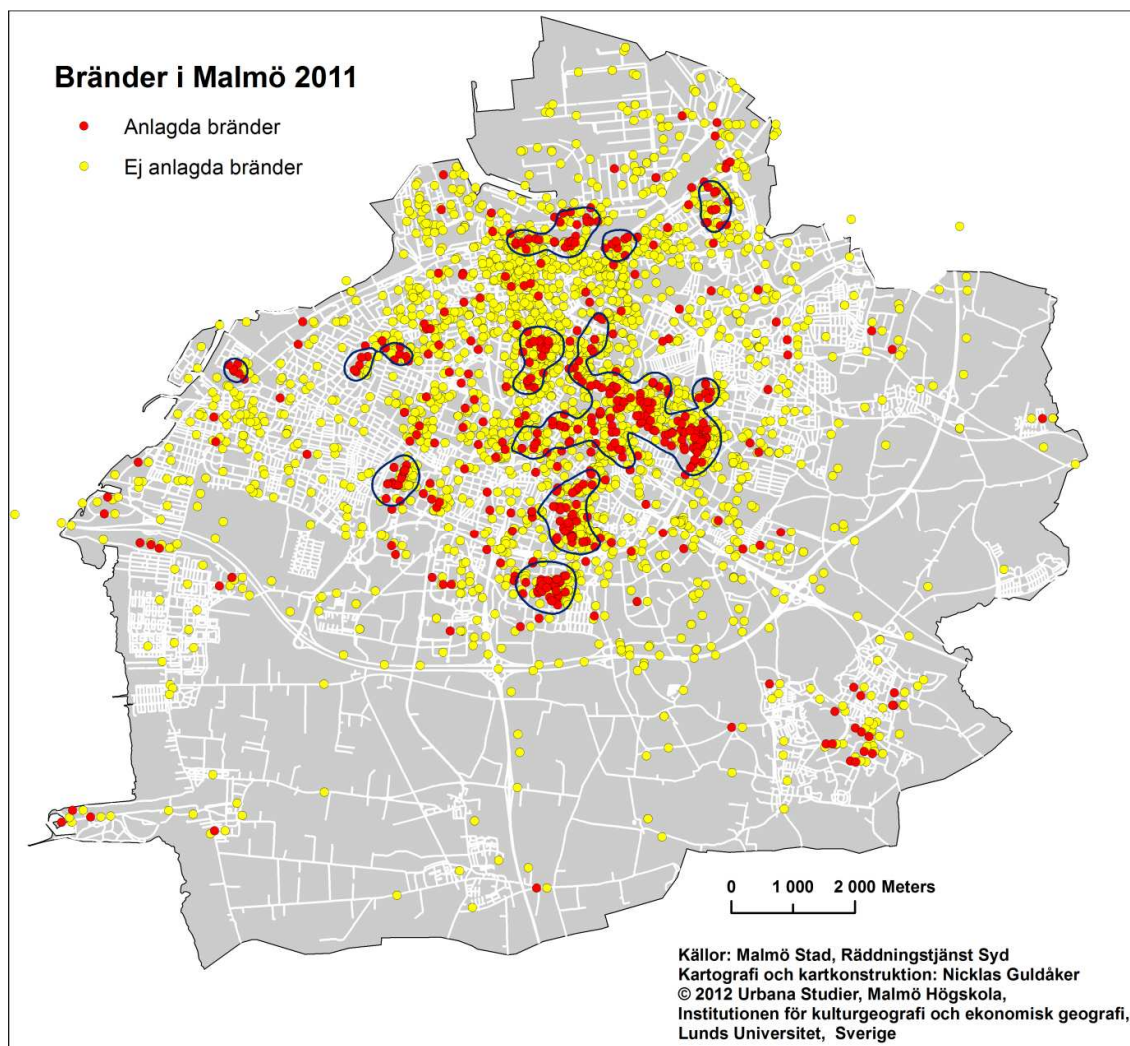 Bränder i Malmö 2011
Anlagda bränder
Ej anlagda bränder
0 1 000 2 000 Meters
Källor: Malmö Stad, Räddningstjänst Syd
Kartografi och kartkonstruktion: Nicklas Guldåker
© 2012 Urbana Studier, Malmö Högskola,
Institutionen för kulturgeografi och ekonomisk geografi,
Lunds Universitet, Sverige